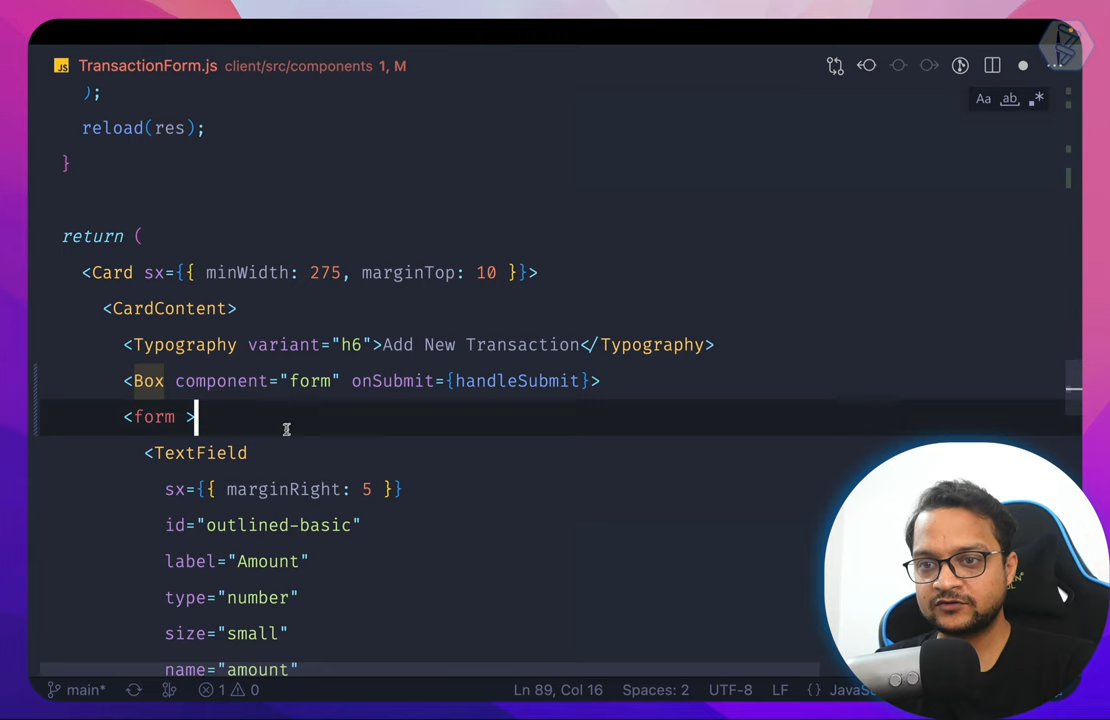 JS TransactionForm.js client/src/components 1, M
Aa ab
);
reload(res);
}
return (
<Card sx={{ minWidth: 275, marginTop: 10 }}>
<CardContent>
<Typography variant="h6">Add New Transaction</Typography>
<Box component="form" onSubmit={handleSubmit}>
<form >
<TextField
sx={{ marginRight: 5 }}
id="outlined-basic"
label="Amount"
type="number"
size="small"
name="amount"
main* 1 0 Ln 89, Col 16 Spaces: 2 UTF-8 LF {}